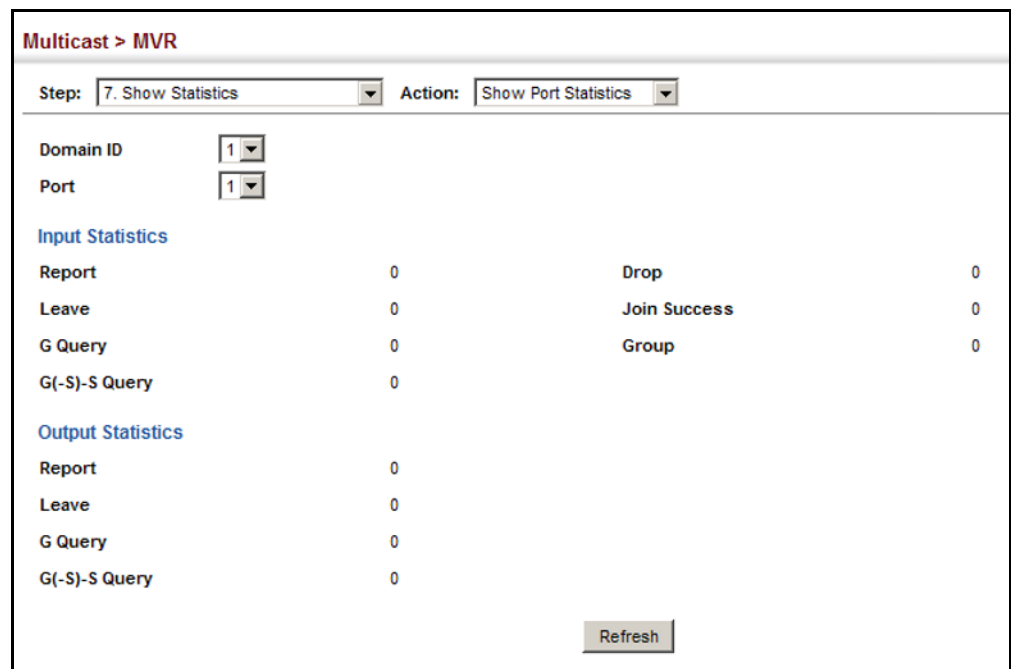 Multicast > MVR
Step: 7. Show Statistics Action: Show Port Statistics
Domain ID 1
Port 1
Input Statistics
Report 0 Drop 0
Leave 0 Join Success 0
G Query 0 Group 0
G(-S)-S Query 0
Output Statistics
Report 0
Leave 0
G Query 0
G(-S)-S Query 0
Refresh